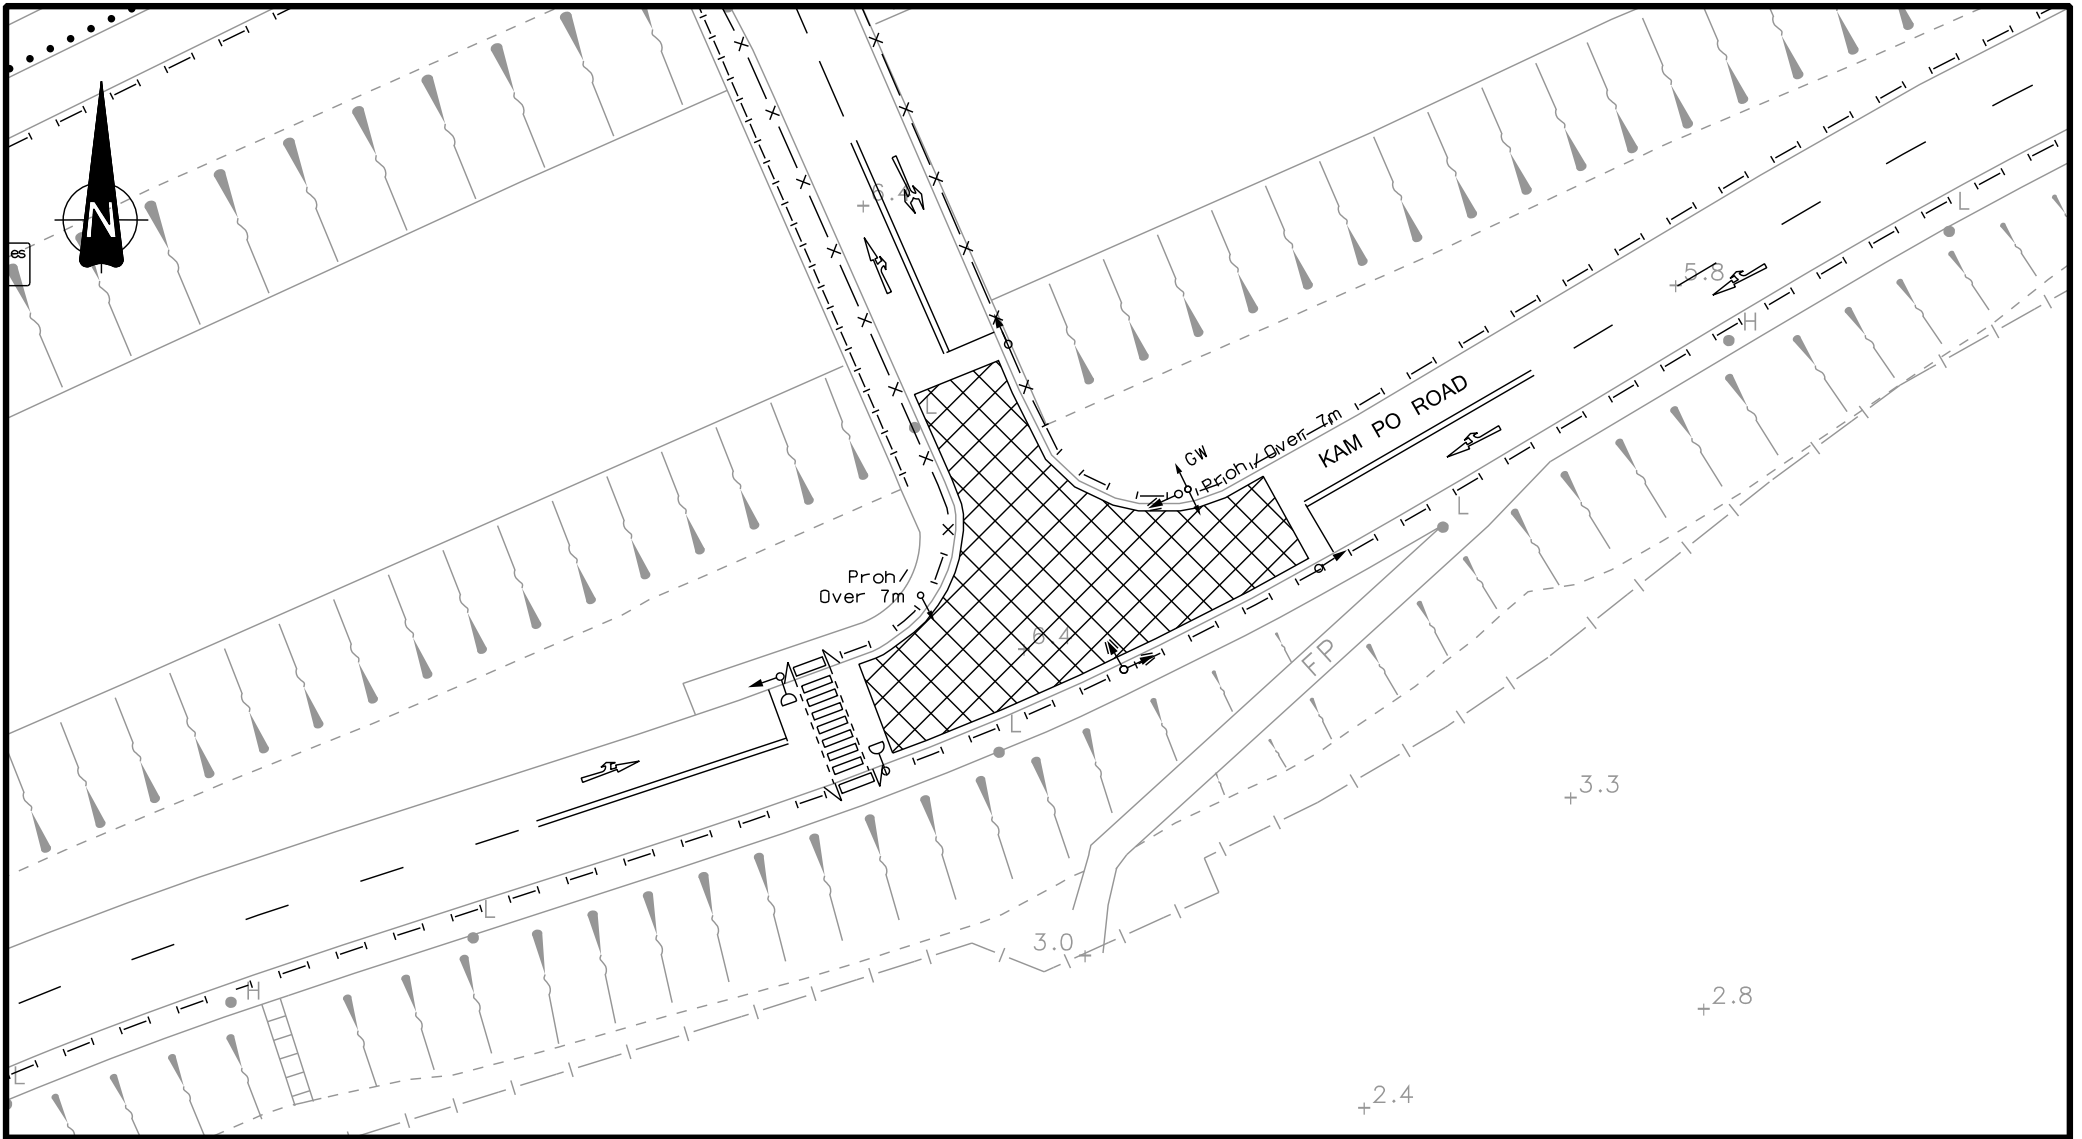 N
es
6.4
5.8
L
H
L
GW
Proh/Over 7m
KAM PO ROAD
L
Proh/
Over 7m
6.4
FP
L
3.3
L
3.0
H
2.8
L
2.4